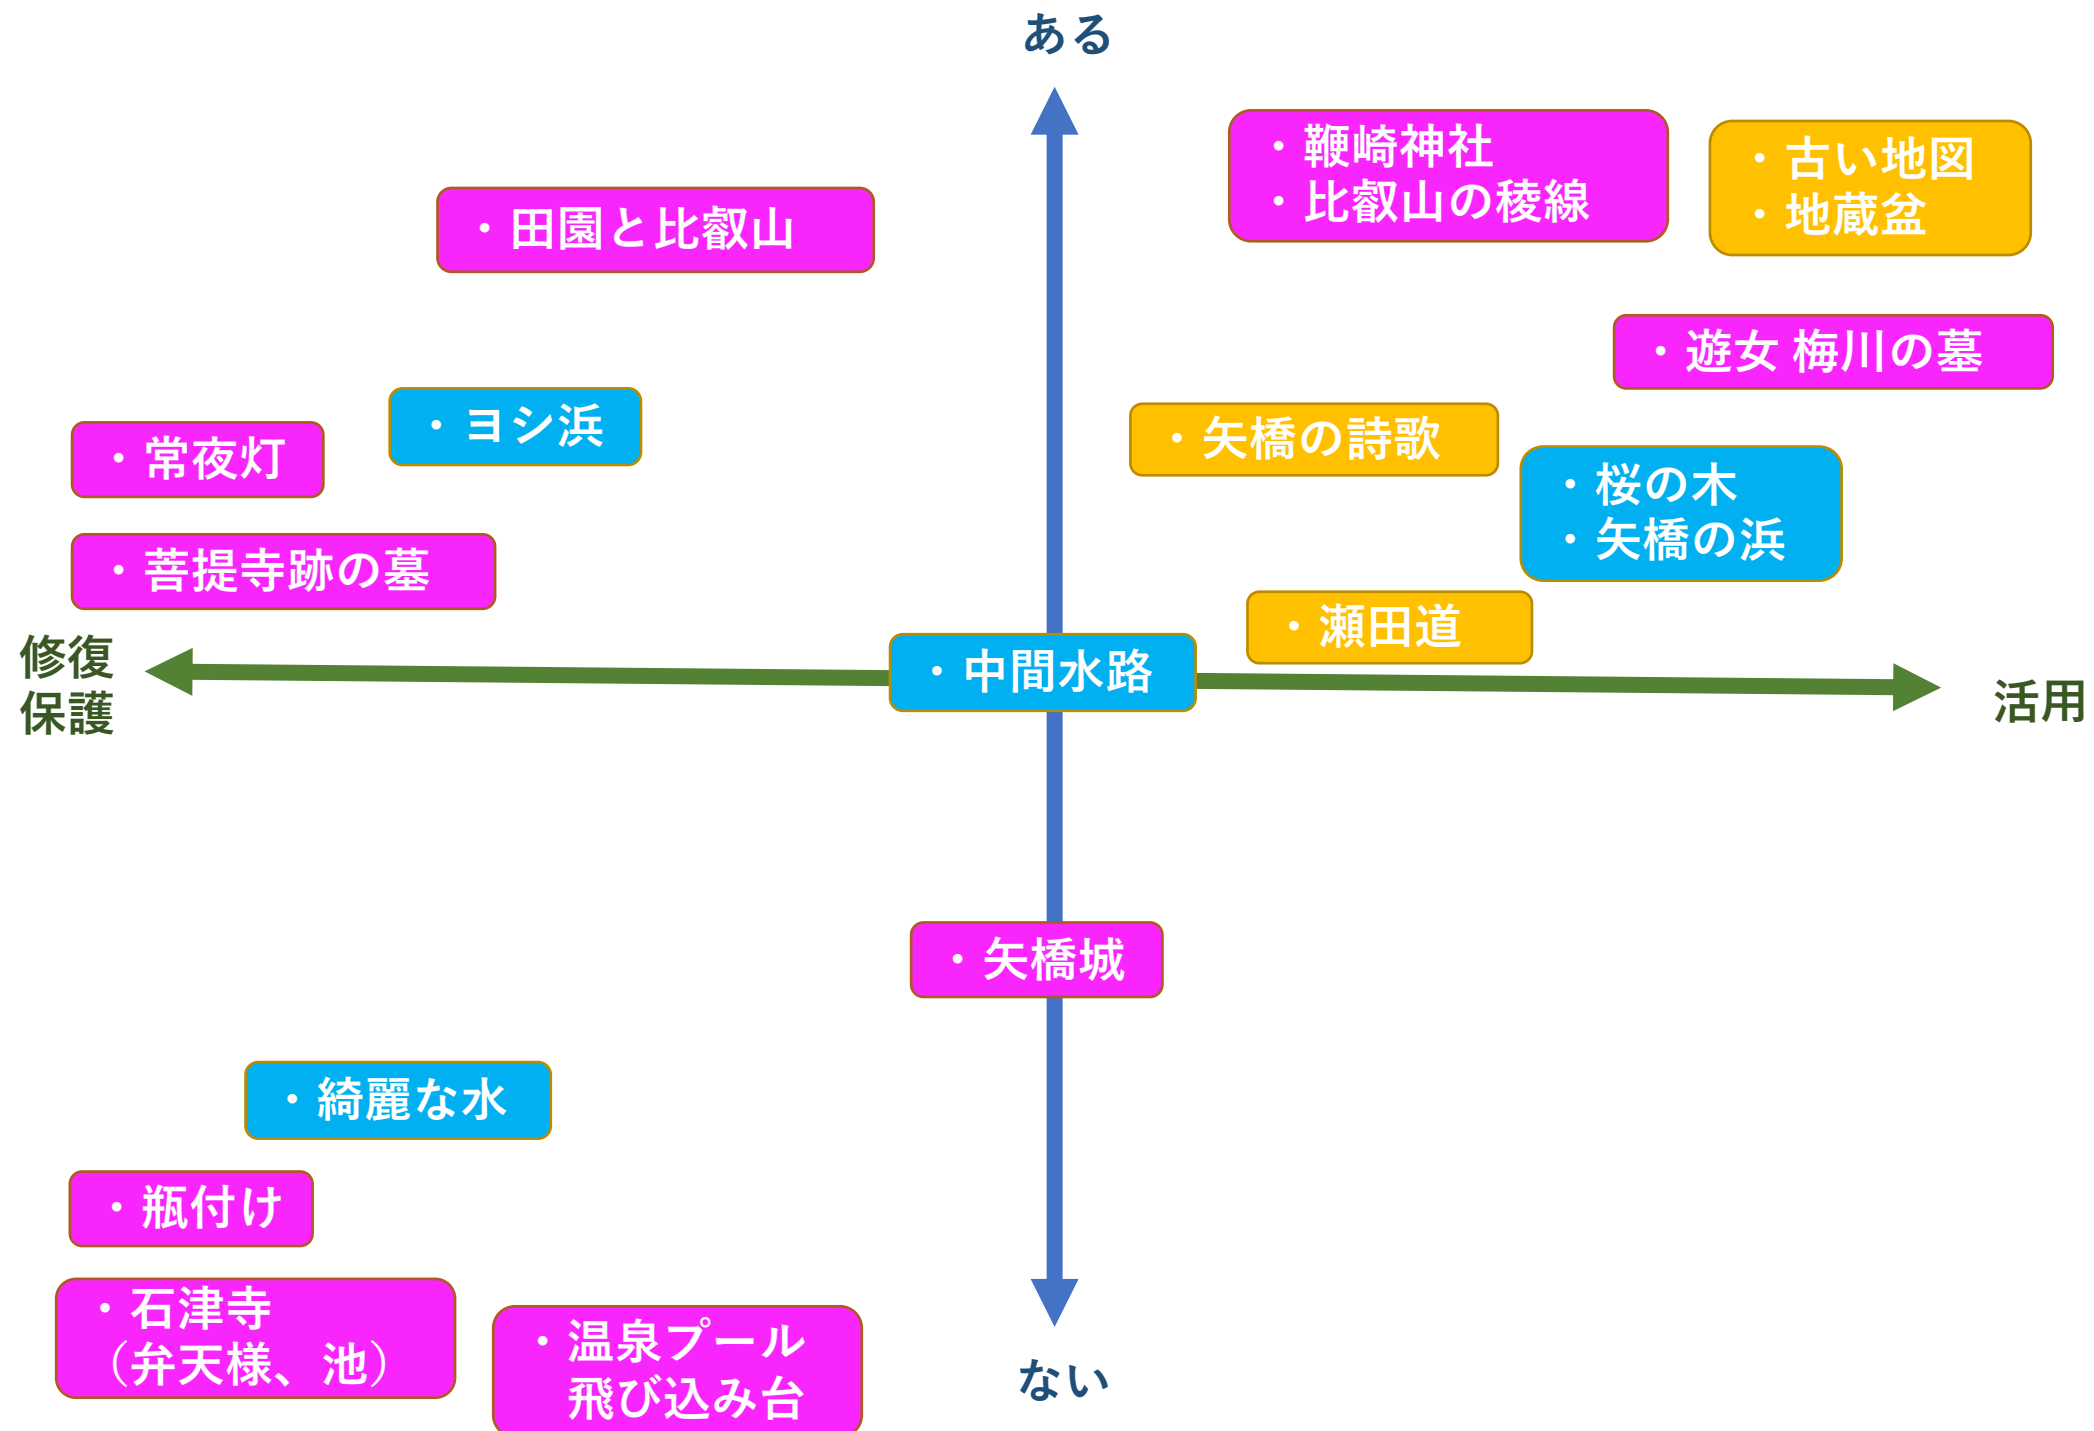 ある
・鞭崎神社
・比叡山の稜線
・古い地図
・地蔵盆
・田園と比叡山
・遊女 梅川の墓
・ヨシ浜
・矢橋の詩歌
・常夜灯
・桜の木
・矢橋の浜
・菩提寺跡の墓
・瀬田道
修復
保護
・中間水路
活用
・矢橋城
・綺麗な水
・瓶付け
・石津寺
（弁天様、池）
・温泉プール
飛び込み台
ない